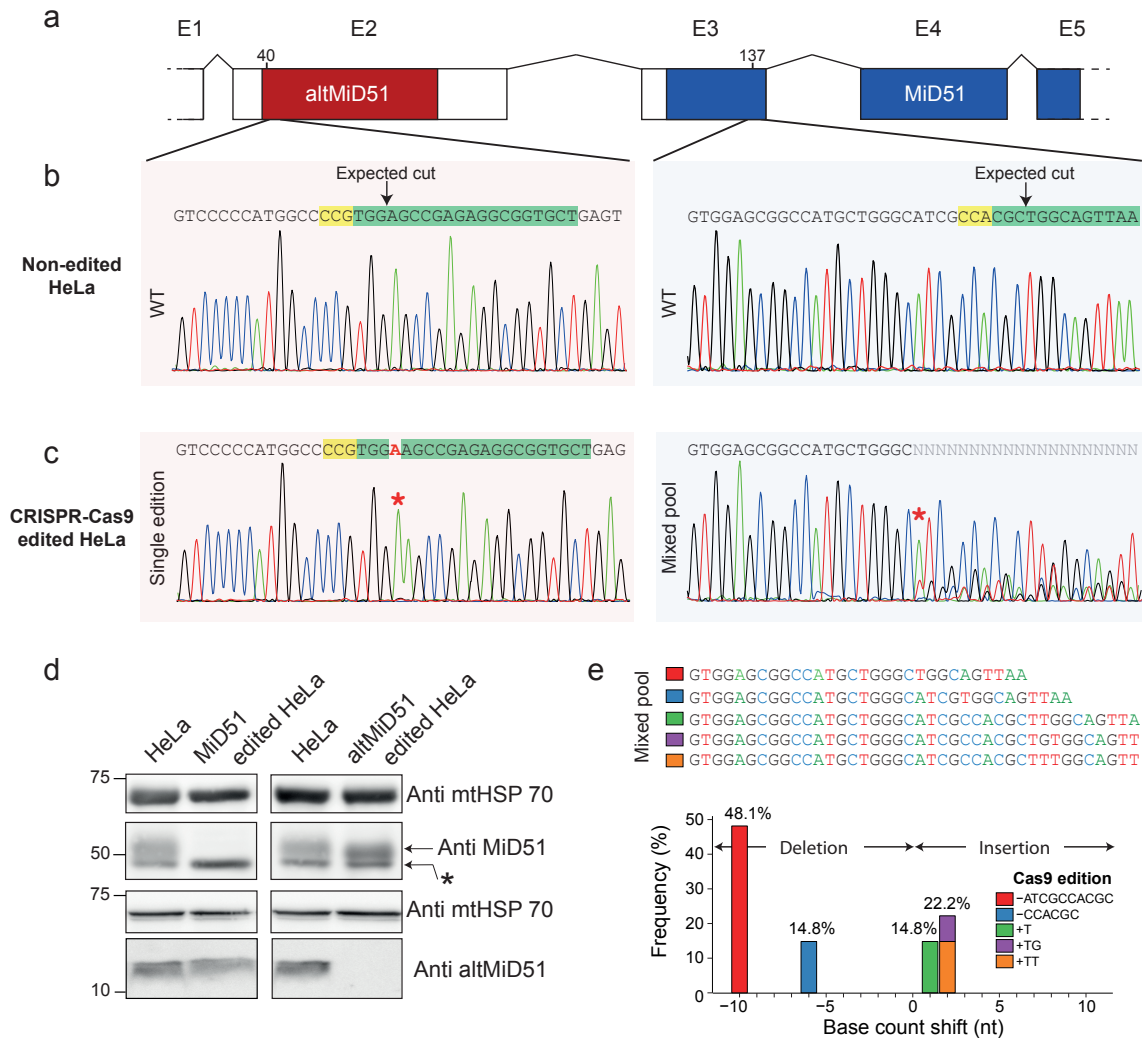 a
E1
E2
E3
E4
E5
40
137
altMiD51
MiD51
b
Expected cut
Expected cut
GTCCCCCATGGCCCCGTGGAGCCGAGAGGCGGTGCTGAGT
GTGGAGCGGCCATGCTGGGCATCGCCACGCTGGCAGTTAA
Non-edited
HeLa
WT
WT
c
GTCCCCCATGGCCCCGTGGAAGCCGAGAGGCGGTGCTGAG
GTGGAGCGGCCATGCTGGGCNNNNNNNNNNNNNNNNNNNN
*
*
CRISPR-Cas9
edited HeLa
Single edition
Mixed pool
d
HeLa
MiD51
edited HeLa
HeLa
altMiD51
edited HeLa
75
Anti mtHSP 70
50
Anti MiD51
*
75
Anti mtHSP 70
Anti altMiD51
10
e
Mixed pool
GTGGAGCGGCCATGCTGGGCTGGCAGTTAA
GTGGAGCGGCCATGCTGGGCATCGTGGCAGTTAA
GTGGAGCGGCCATGCTGGGCATCGCCACGCTTGGCAGTTA
GTGGAGCGGCCATGCTGGGCATCGCCACGCTGTGGCAGTT
GTGGAGCGGCCATGCTGGGCATCGCCACGCTTTGGCAGTT
50
48.1%
Deletion
Insertion
40
Cas9 edition
−ATCGCCACGC
−CCACGC
+T
+TG
+TT
30
22.2%
20
14.8%
14.8%
10
0
Frequency (%)
−10
−5
0
5
10
Base count shift (nt)